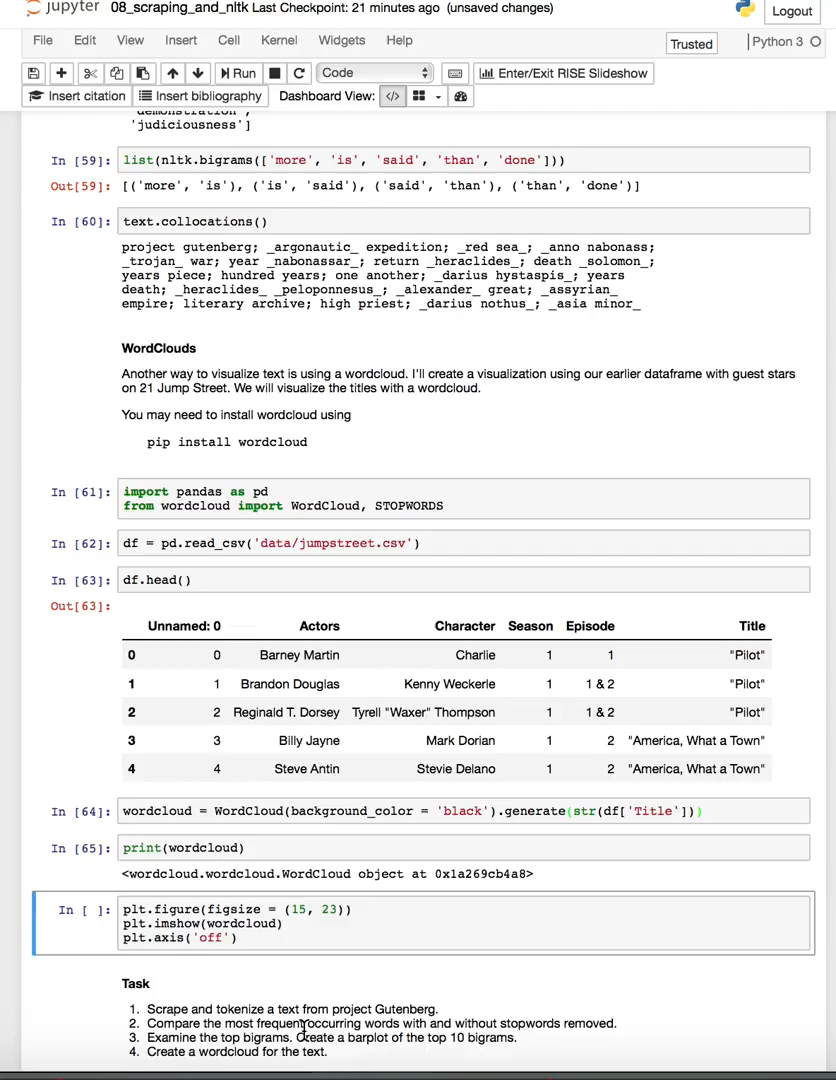 jupyter 08_scraping_and_nltk Last Checkpoint: 21 minutes ago (unsaved changes) Logout
File Edit View Insert Cell Kernel Widgets Help Trusted Python 3
Run Code Enter/Exit RISE Slideshow
Insert citation Insert bibliography Dashboard View: </>
'demonstration',
'judiciousness']
In [59]: list(nltk.bigrams(['more', 'is', 'said', 'than', 'done']))
Out[59]: [('more', 'is'), ('is', 'said'), ('said', 'than'), ('than', 'done')]
In [60]: text.collocations()
project gutenberg; _argonautic_ expedition; _red sea_; _anno nabonass;
_trojan_ war; year _nabonassar_; return _heraclides_; death _solomon_;
years piece; hundred years; one another; _darius hystaspis_; years
death; _heraclides_ _peloponnesus_; _alexander_ great; _assyrian_
empire; literary archive; high priest; _darius nothus_; _asia minor_
WordClouds
Another way to visualize text is using a wordcloud. I'll create a visualization using our earlier dataframe with guest stars
on 21 Jump Street. We will visualize the titles with a wordcloud.
You may need to install wordcloud using
pip install wordcloud
In [61]: import pandas as pd
from wordcloud import WordCloud, STOPWORDS
In [62]: df = pd.read_csv('data/jumpstreet.csv')
In [63]: df.head()
Out[63]:
Unnamed: 0 Actors Character Season Episode Title
0 0 Barney Martin Charlie 1 1 "Pilot"
1 1 Brandon Douglas Kenny Weckerle 1 1 & 2 "Pilot"
2 2 Reginald T. Dorsey Tyrell "Waxer" Thompson 1 1 & 2 "Pilot"
3 3 Billy Jayne Mark Dorian 1 2 "America, What a Town"
4 4 Steve Antin Stevie Delano 1 2 "America, What a Town"
In [64]: wordcloud = WordCloud(background_color = 'black').generate(str(df['Title']))
In [65]: print(wordcloud)
<wordcloud.wordcloud.WordCloud object at 0x1a269cb4a8>
In [ ]: plt.figure(figsize = (15, 23))
plt.imshow(wordcloud)
plt.axis('off')
Task
1. Scrape and tokenize a text from project Gutenberg.
2. Compare the most frequent occurring words with and without stopwords removed.
3. Examine the top bigrams. Create a barplot of the top 10 bigrams.
4. Create a wordcloud for the text.